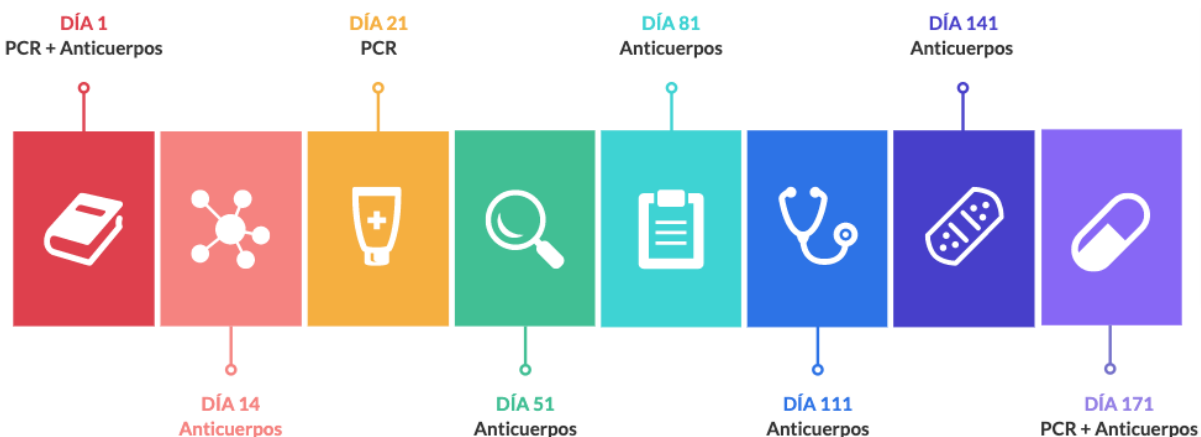 DÍA 1
PCR + Anticuerpos
DÍA 14
Anticuerpos
DÍA 21
PCR
DÍA 51
Anticuerpos
DÍA 81
Anticuerpos
DÍA 111
Anticuerpos
DÍA 141
Anticuerpos
DÍA 171
PCR + Anticuerpos